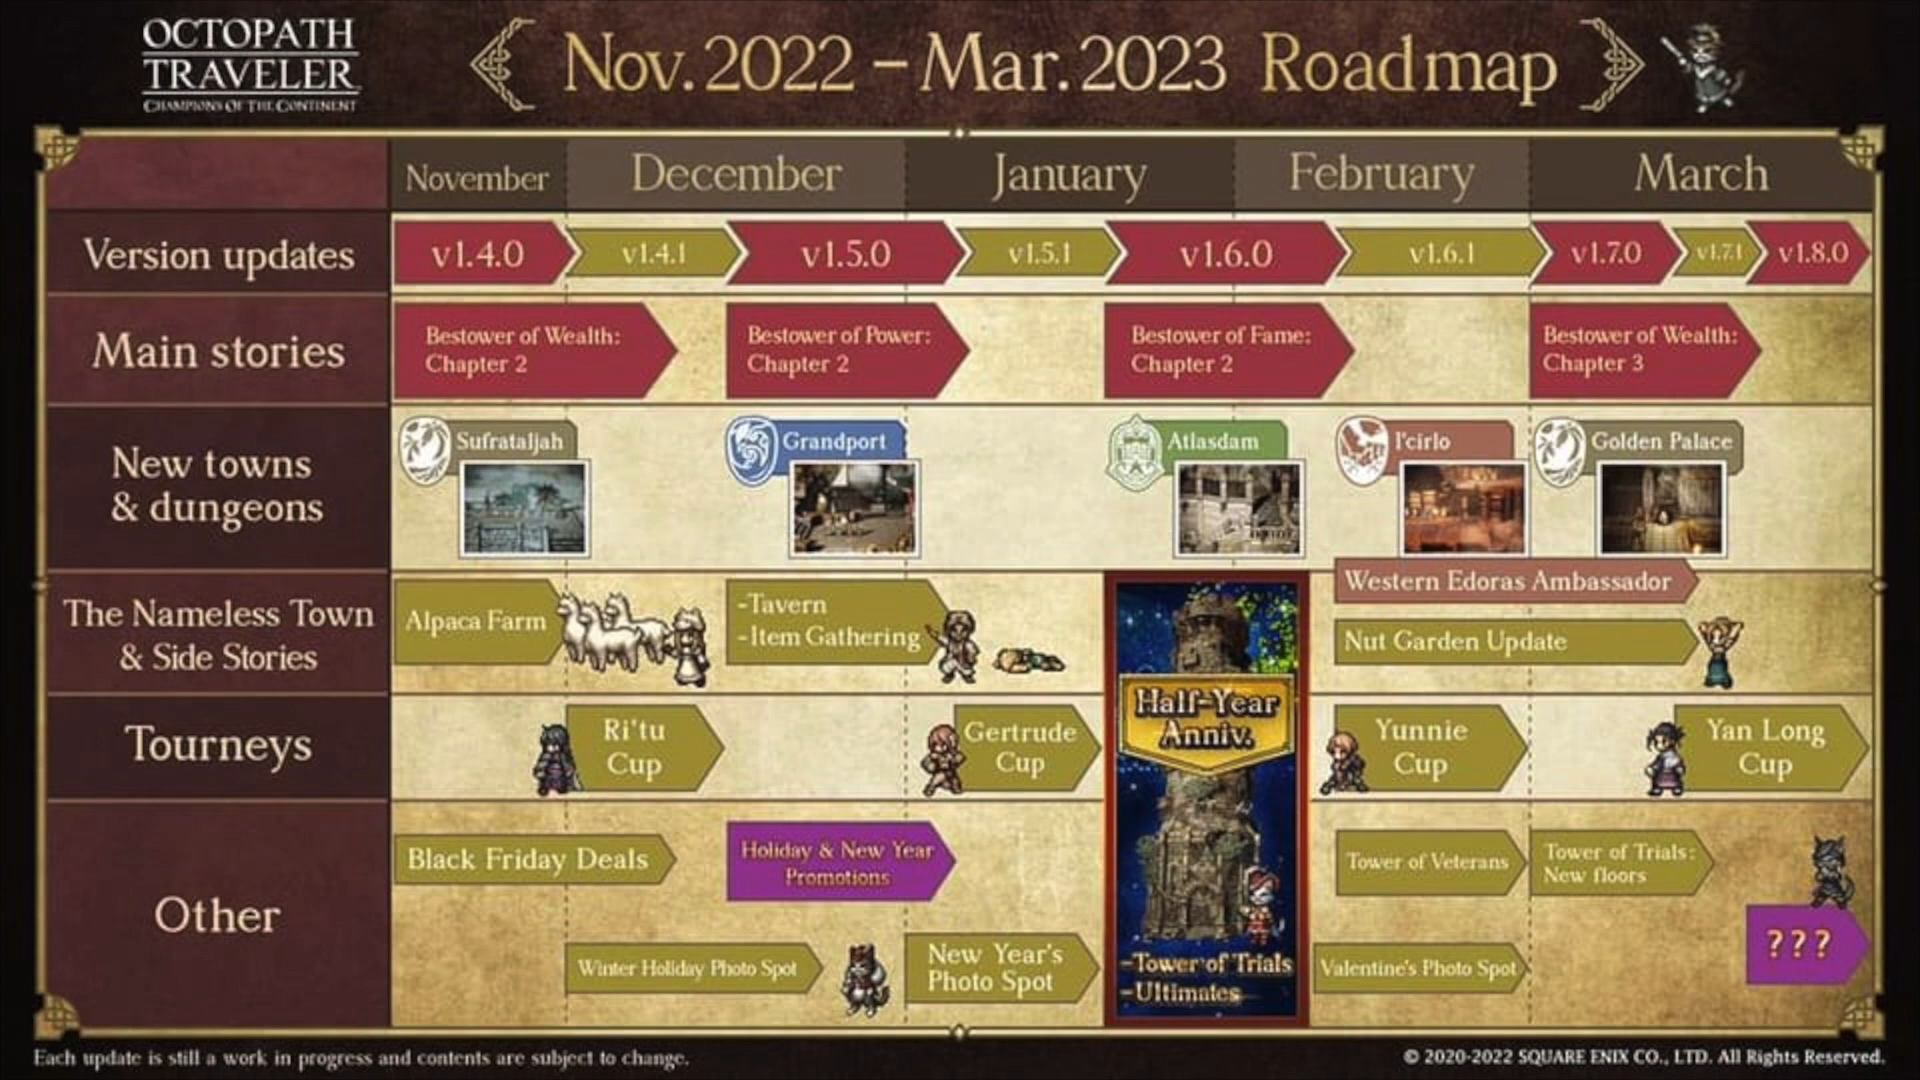 OCTOPATH
TRAVELER
CHAMPIONS OF THE CONTINENT
Nov.2022 – Mar.2023 Roadmap
November
December
January
February
March
Version updates
v1.4.0
v1.4.1
v1.5.0
v1.5.1
v1.6.0
v1.6.1
v1.7.0
v1.7.1
v1.8.0
Main stories
Bestower of Wealth:
Chapter 2
Bestower of Power:
Chapter 2
Bestower of Fame:
Chapter 2
Bestower of Wealth:
Chapter 3
New towns
& dungeons
Sufrataljah
Grandport
Atlasdam
I'cirlo
Golden Palace
The Nameless Town
& Side Stories
Alpaca Farm
-Tavern
-Item Gathering
Western Edoras Ambassador
Nut Garden Update
Tourneys
Ri'tu
Cup
Gertrude
Cup
Half-Year
Anniv.
-Tower of Trials
-Ultimates
Yunnie
Cup
Yan Long
Cup
Other
Black Friday Deals
Holiday & New Year
Promotions
Tower of Veterans
Tower of Trials:
New floors
Winter Holiday Photo Spot
New Year's
Photo Spot
Valentine's Photo Spot
???
Each update is still a work in progress and contents are subject to change.
© 2020-2022 SQUARE ENIX CO., LTD. All Rights Reserved.